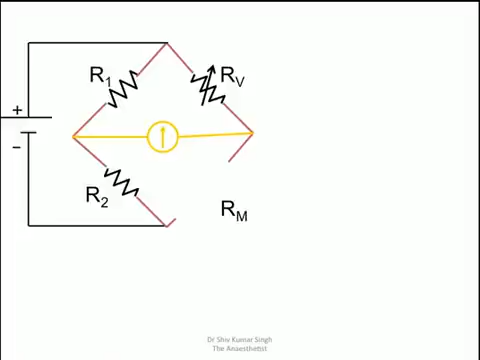 R1 RV
+
-
R2 RM
Dr Shiv Kumar Singh
The Anaesthetist